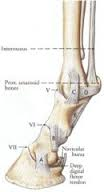 Interosseus
Prox. sesamoid
bones
V
C
VI
VII
A
Navicular
bursa
Deep
digital
flexor
tendon